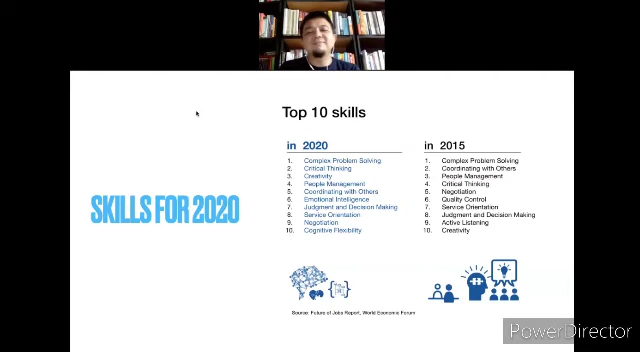 Top 10 skills
in 2020
1. Complex Problem Solving
2. Critical Thinking
3. Creativity
4. People Management
5. Coordinating with Others
6. Emotional Intelligence
7. Judgment and Decision Making
8. Service Orientation
9. Negotiation
10. Cognitive Flexibility
in 2015
1. Complex Problem Solving
2. Coordinating with Others
3. People Management
4. Critical Thinking
5. Negotiation
6. Quality Control
7. Service Orientation
8. Judgment and Decision Making
9. Active Listening
10. Creativity
SKILLS FOR 2020
Source: Future of Jobs Report, World Economic Forum
PowerDirector